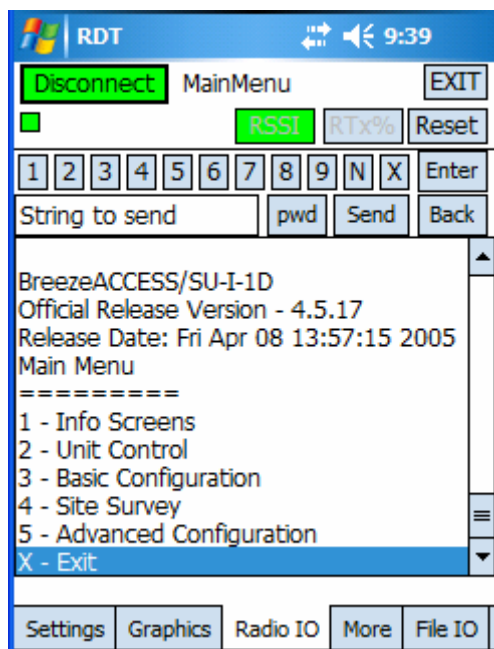 RDT 9:39
Disconnect MainMenu EXIT
RSSI RTx% Reset
1 2 3 4 5 6 7 8 9 N X Enter
String to send pwd Send Back
BreezeACCESS/SU-I-1D
Official Release Version - 4.5.17
Release Date: Fri Apr 08 13:57:15 2005
Main Menu
=========
1 - Info Screens
2 - Unit Control
3 - Basic Configuration
4 - Site Survey
5 - Advanced Configuration
X - Exit
Settings Graphics Radio IO More File IO